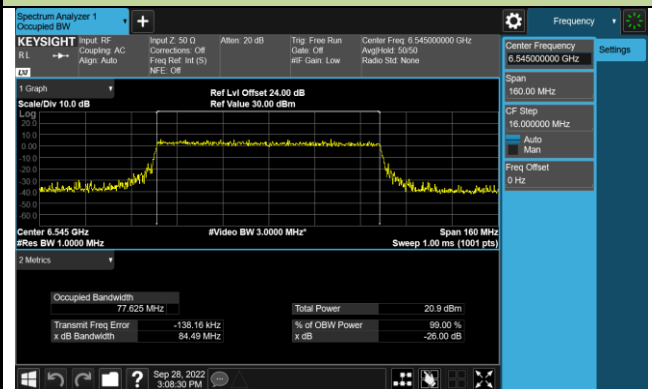 Spectrum Analyzer 1
Occupied BW
Frequency
KEYSIGHT
RL
LXI
Input: RF
Coupling: AC
Align: Auto
Input Z: 50 Ω
Corrections: Off
Freq Ref: Int (S)
NFE: Off
Atten: 20 dB
Trig: Free Run
Gate: Off
#IF Gain: Low
Center Freq: 6.545000000 GHz
Avg|Hold: 50/50
Radio Std: None
Center Frequency
6.545000000 GHz
Settings
Span
160.00 MHz
CF Step
16.000000 MHz
Auto
Man
Freq Offset
0 Hz
1 Graph
Scale/Div 10.0 dB
Ref Lvl Offset 24.00 dB
Ref Value 30.00 dBm
Log
20.0
10.0
0.00
-10.0
-20.0
-30.0
-40.0
-50.0
-60.0
Center 6.545 GHz
#Video BW 3.0000 MHz*
Span 160 MHz
#Res BW 1.0000 MHz
Sweep 1.00 ms (1001 pts)
2 Metrics
Occupied Bandwidth
77.625 MHz
Total Power
20.9 dBm
Transmit Freq Error
-138.16 kHz
% of OBW Power
99.00 %
x dB Bandwidth
84.49 MHz
x dB
-26.00 dB
?
Sep 28, 2022
3:08:30 PM